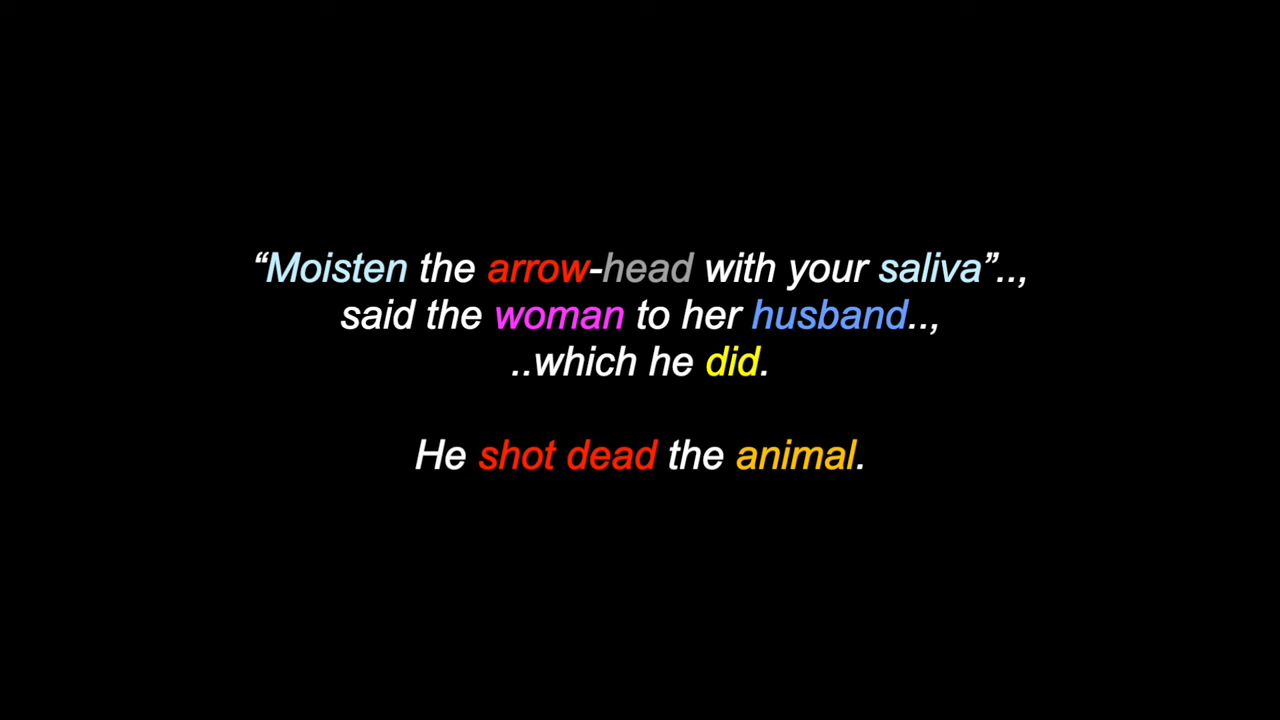 “Moisten the arrow-head with your saliva”..,
said the woman to her husband..,
..which he did.
He shot dead the animal.